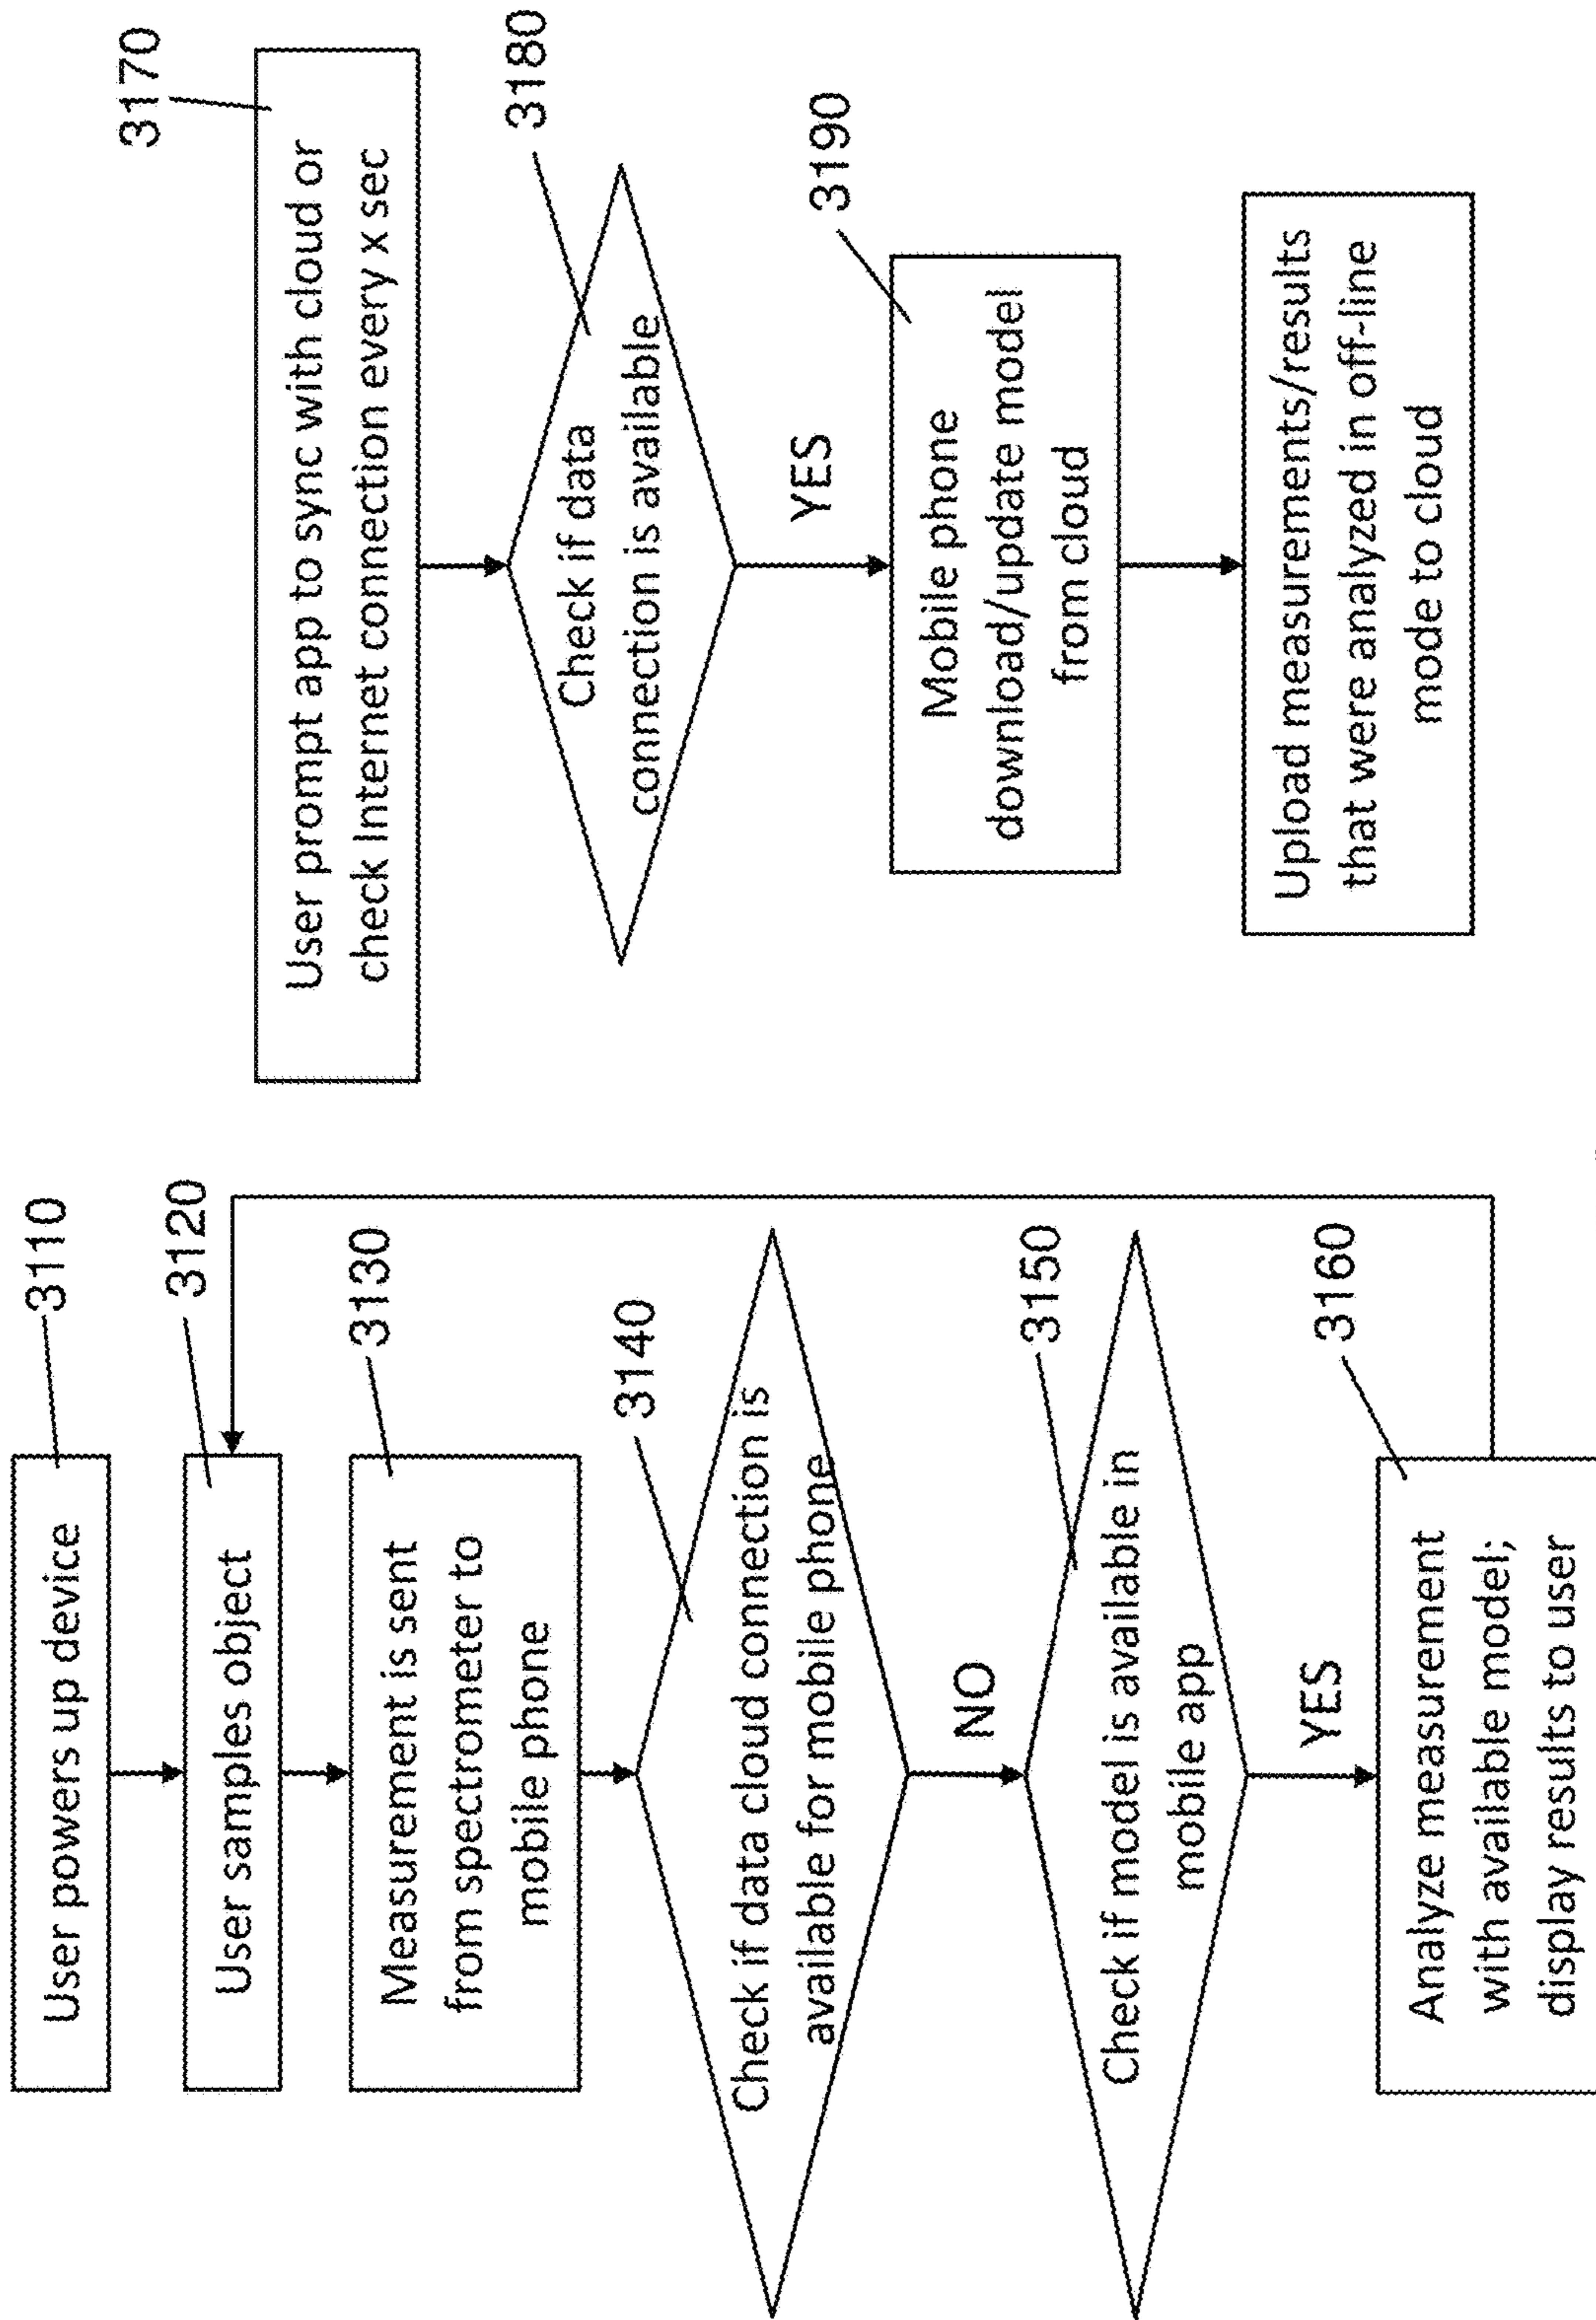 3110
User powers up device
3120
User samples object
3130
Measurement is sent
from spectrometer to
mobile phone
3140
Check if data cloud connection is
available for mobile phone
NO
3150
Check if model is available in
mobile app
YES
3160
Analyze measurement
with available model;
display results to user
3170
User prompt app to sync with cloud or
check Internet connection every x sec
3180
Check if data
connection is available
YES
3190
Mobile phone
download/update model
from cloud
Upload measurements/results
that were analyzed in off-line
mode to cloud